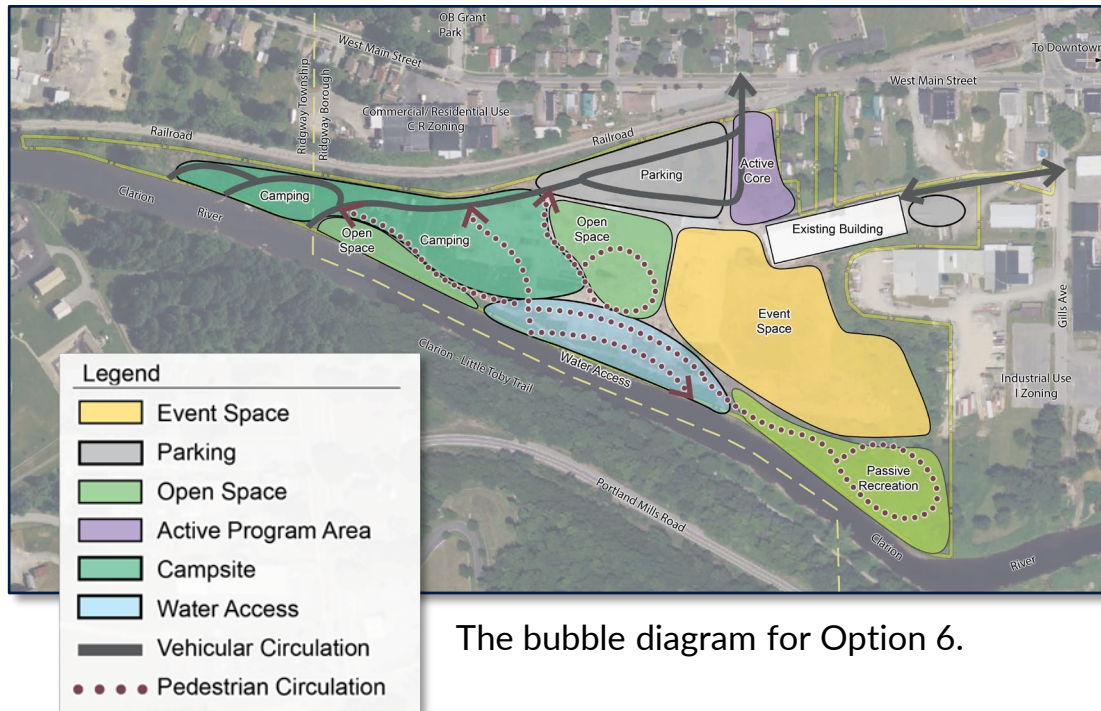 OB Grant
Park
West Main Street
To Downtown
West Main Street
Ridgway Township
Ridgway Borough
Commercial/ Residential Use
C R Zoning
Railroad
Railroad
Parking
Active
Core
Camping
Clarion
River
Open
Space
Camping
Open
Space
Existing Building
Event
Space
Gills Ave
Water Access
Clarion - Little Toby Trail
Industrial Use
I Zoning
Passive
Recreation
Portland Mills Road
Clarion
River
Legend
Event Space
Parking
Open Space
Active Program Area
Campsite
Water Access
Vehicular Circulation
Pedestrian Circulation
The bubble diagram for Option 6.